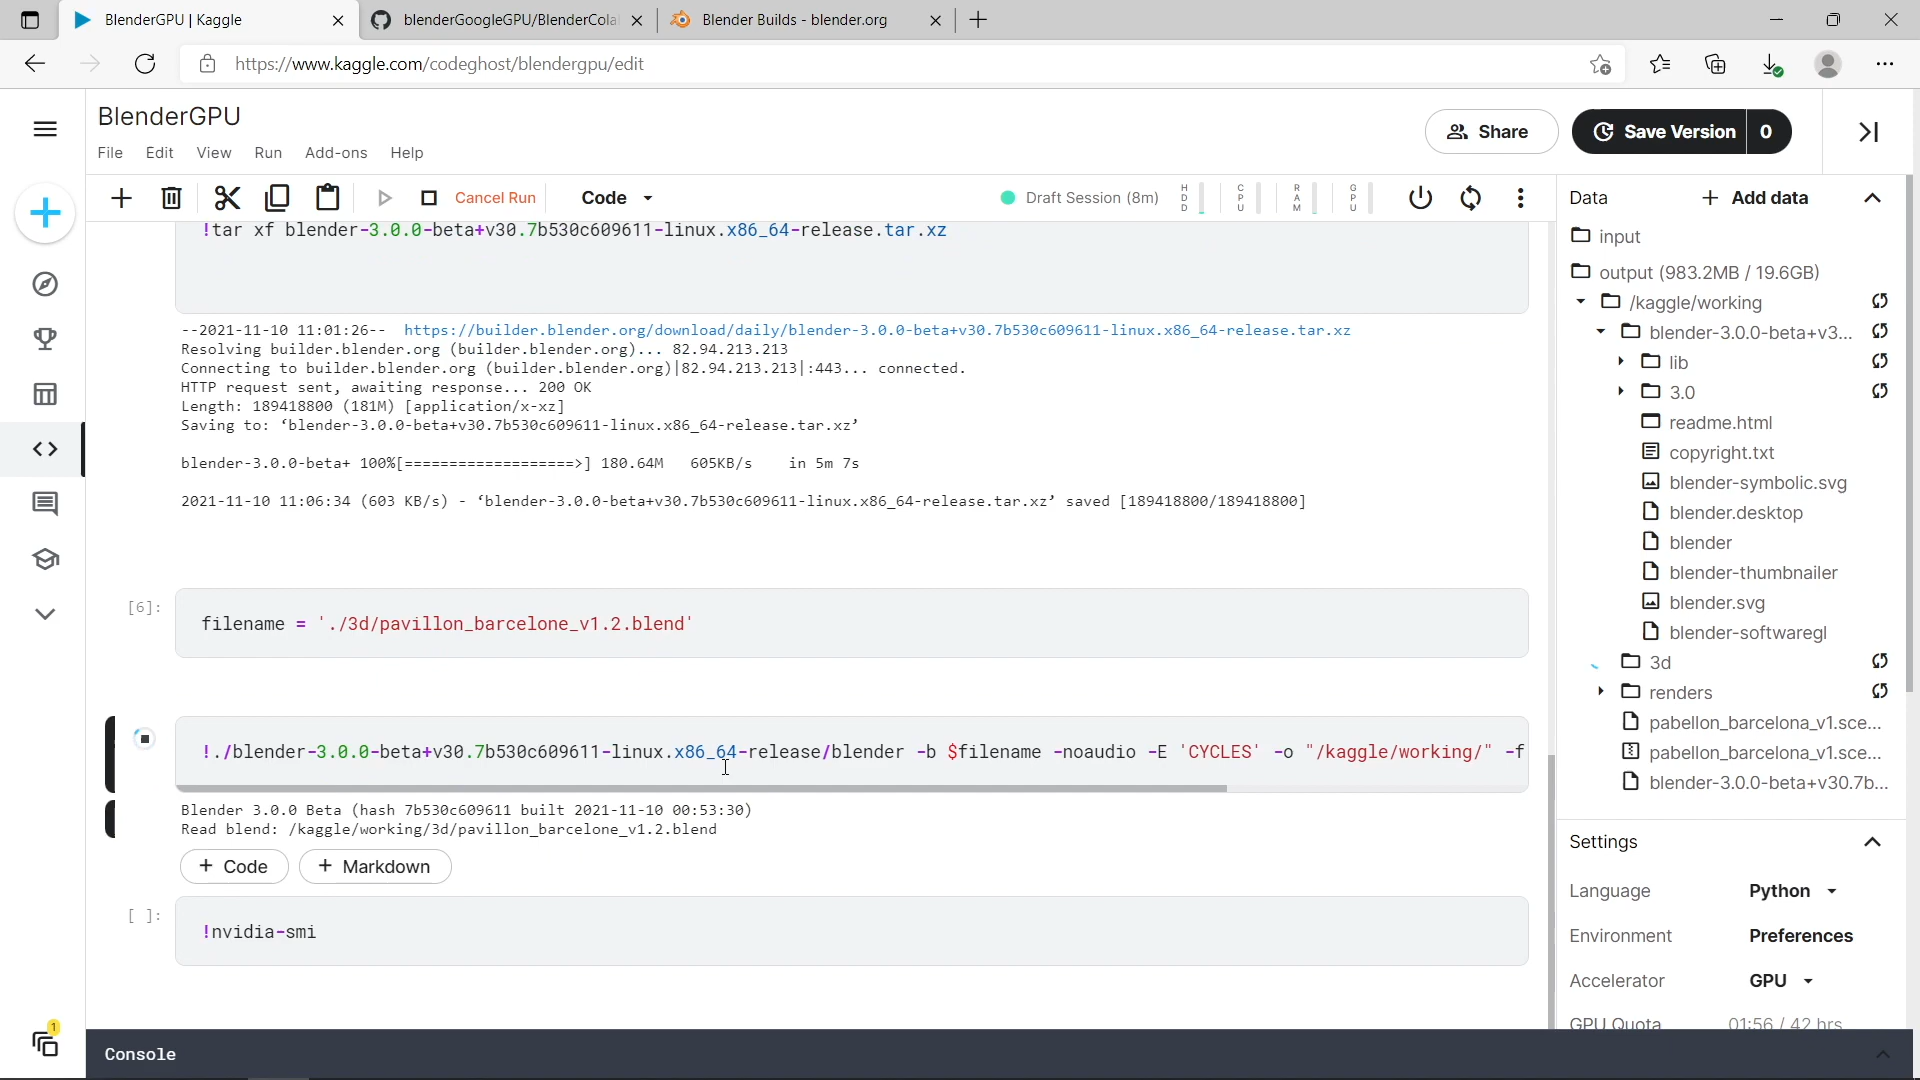 BlenderGPU | Kaggle
blenderGoogleGPU/BlenderCola
Blender Builds - blender.org
https://www.kaggle.com/codeghost/blendergpu/edit
BlenderGPU
Share
Save Version 0
File Edit View Run Add-ons Help
Cancel Run
Code
Draft Session (8m)
HDD
CPU
RAM
GPU
!tar xf blender-3.0.0-beta+v30.7b530c609611-linux.x86_64-release.tar.xz
--2021-11-10 11:01:26-- https://builder.blender.org/download/daily/blender-3.0.0-beta+v30.7b530c609611-linux.x86_64-release.tar.xz
Resolving builder.blender.org (builder.blender.org)... 82.94.213.213
Connecting to builder.blender.org (builder.blender.org)|82.94.213.213|:443... connected.
HTTP request sent, awaiting response... 200 OK
Length: 189418800 (181M) [application/x-xz]
Saving to: ‘blender-3.0.0-beta+v30.7b530c609611-linux.x86_64-release.tar.xz’
blender-3.0.0-beta+ 100%[===================>] 180.64M 605KB/s in 5m 7s
2021-11-10 11:06:34 (603 KB/s) - ‘blender-3.0.0-beta+v30.7b530c609611-linux.x86_64-release.tar.xz’ saved [189418800/189418800]
[6]:
filename = './3d/pavillon_barcelone_v1.2.blend'
!./blender-3.0.0-beta+v30.7b530c609611-linux.x86_64-release/blender -b $filename -noaudio -E 'CYCLES' -o "/kaggle/working/" -f
Blender 3.0.0 Beta (hash 7b530c609611 built 2021-11-10 00:53:30)
Read blend: /kaggle/working/3d/pavillon_barcelone_v1.2.blend
+ Code
+ Markdown
[ ]:
!nvidia-smi
Console
1
Data
+ Add data
input
output (983.2MB / 19.6GB)
/kaggle/working
blender-3.0.0-beta+v3...
lib
3.0
readme.html
copyright.txt
blender-symbolic.svg
blender.desktop
blender
blender-thumbnailer
blender.svg
blender-softwaregl
3d
renders
pabellon_barcelona_v1.sce...
pabellon_barcelona_v1.sce...
blender-3.0.0-beta+v30.7b...
Settings
Language Python
Environment Preferences
Accelerator GPU
GPU Quota 01:56 / 42 hrs